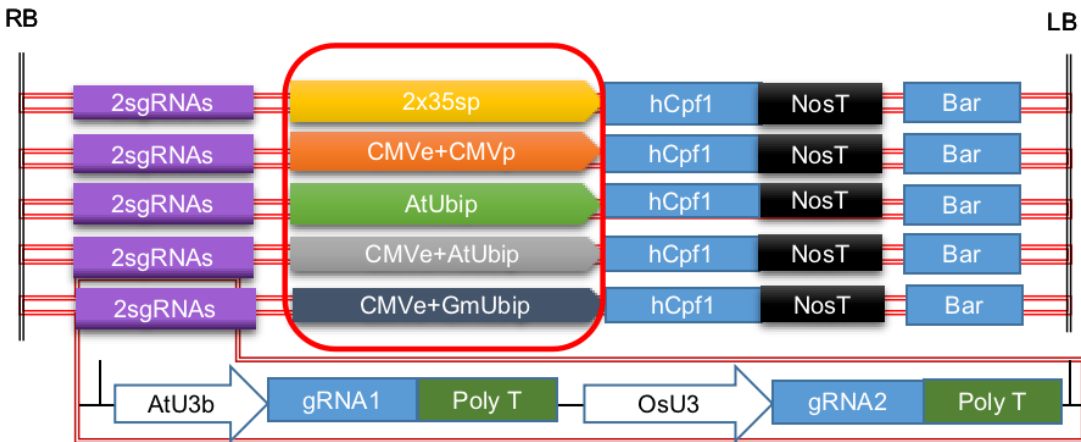 RB
LB
2sgRNAs 2x35sp hCpf1 NosT Bar
2sgRNAs CMVe+CMVp hCpf1 NosT Bar
2sgRNAs AtUbip hCpf1 NosT Bar
2sgRNAs CMVe+AtUbip hCpf1 NosT Bar
2sgRNAs CMVe+GmUbip hCpf1 NosT Bar
AtU3b gRNA1 Poly T OsU3 gRNA2 Poly T